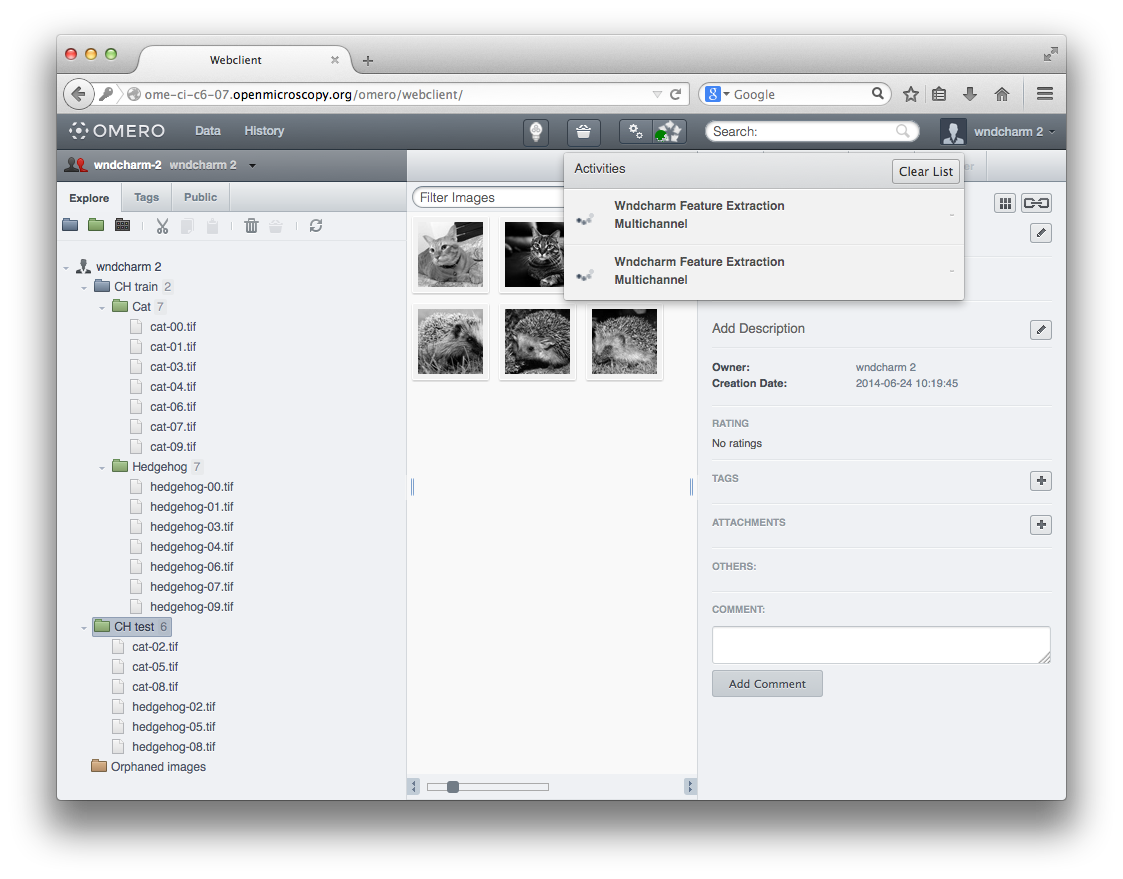 Webclient
ome-ci-c6-07.openmicroscopy.org/omero/webclient/
Google
OMERO
Data
History
Search:
wndcharm 2
wndcharm-2 wndcharm 2
Activities
Clear List
Explore
Tags
Public
Filter Images
Wndcharm Feature Extraction
Multichannel
-
Wndcharm Feature Extraction
Multichannel
-
wndcharm 2
CH train 2
Cat 7
cat-00.tif
cat-01.tif
cat-03.tif
cat-04.tif
cat-06.tif
cat-07.tif
cat-09.tif
Hedgehog 7
hedgehog-00.tif
hedgehog-01.tif
hedgehog-03.tif
hedgehog-04.tif
hedgehog-06.tif
hedgehog-07.tif
hedgehog-09.tif
CH test 6
cat-02.tif
cat-05.tif
cat-08.tif
hedgehog-02.tif
hedgehog-05.tif
hedgehog-08.tif
Orphaned images
Add Description
Owner: wndcharm 2
Creation Date: 2014-06-24 10:19:45
RATING
No ratings
TAGS
ATTACHMENTS
OTHERS:
COMMENT:
Add Comment